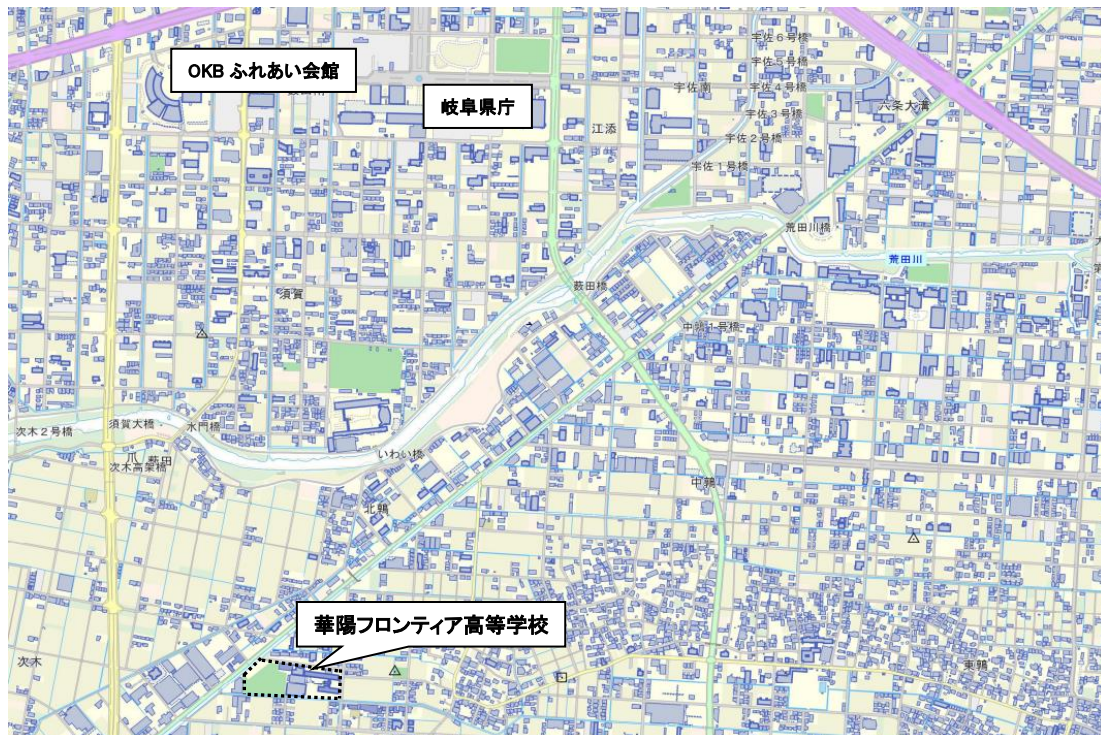 宇佐6号橋
OKB ふれあい会館
宇佐5号橋
宇佐南
宇佐4号橋
岐阜県庁
六条大溝
宇佐3号橋
江添
宇佐2号橋
宇佐1号橋
荒田川橋
荒田川
薮田橋
須賀
中鶉1号橋
須賀大橋
水門橋
次木2号橋
いわい橋
次木高架橋
中鶉
北鶉
華陽フロンティア高等学校
次木
東鶉